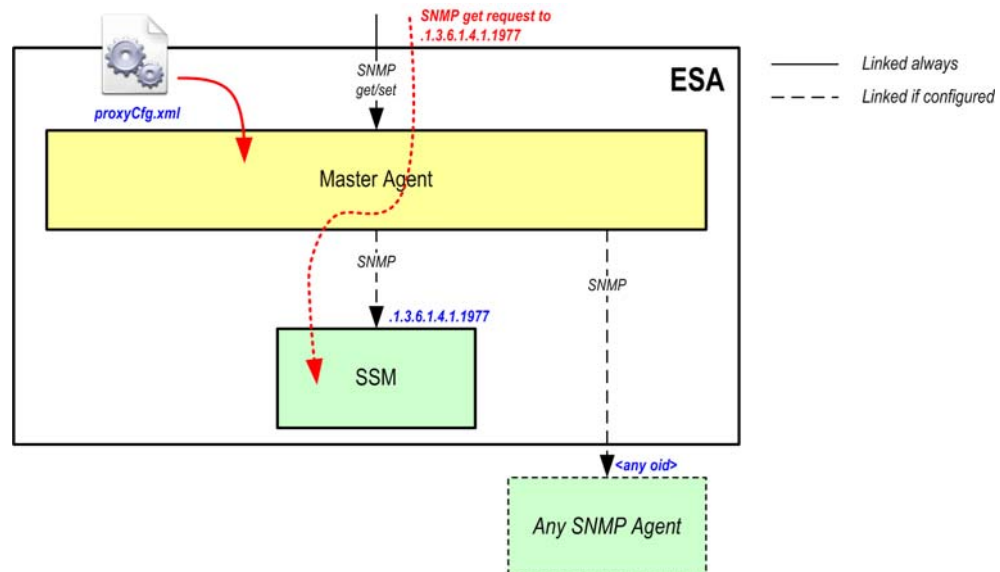 SNMP get request to
.1.3.6.1.4.1.1977
ESA
Linked always
Linked if configured
SNMP
get/set
proxyCfg.xml
Master Agent
SNMP
SNMP
.1.3.6.1.4.1.1977
SSM
<any oid>
Any SNMP Agent